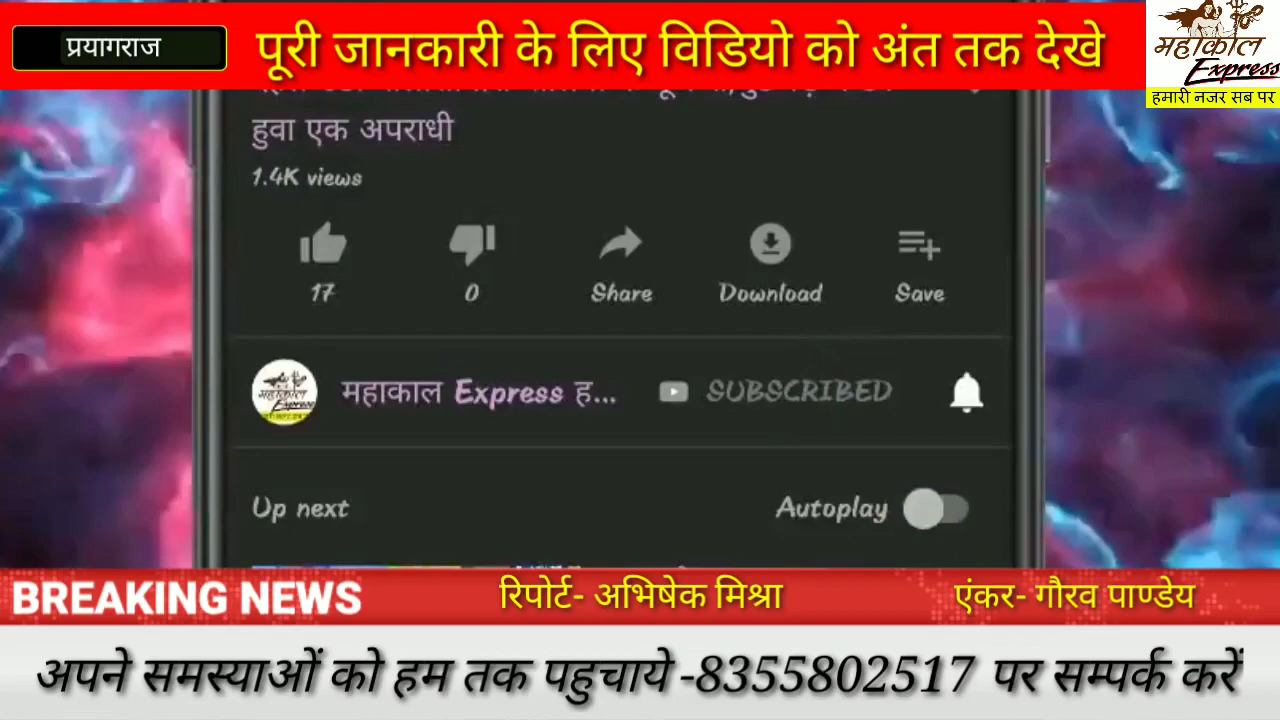 प्रयागराज
पूरी जानकारी के लिए विडियो को अंत तक देखे
महाकाल
Express
हमारी नजर सब पर
हुवा एक अपराधी
1.4K views
17
0
Share
Download
Save
महाकाल Express ह...
SUBSCRIBED
Up next
Autoplay
BREAKING NEWS
रिपोर्ट- अभिषेक मिश्रा
एंकर- गौरव पाण्डेय
अपने समस्याओं को हम तक पहुचाये -8355802517 पर सम्पर्क करें